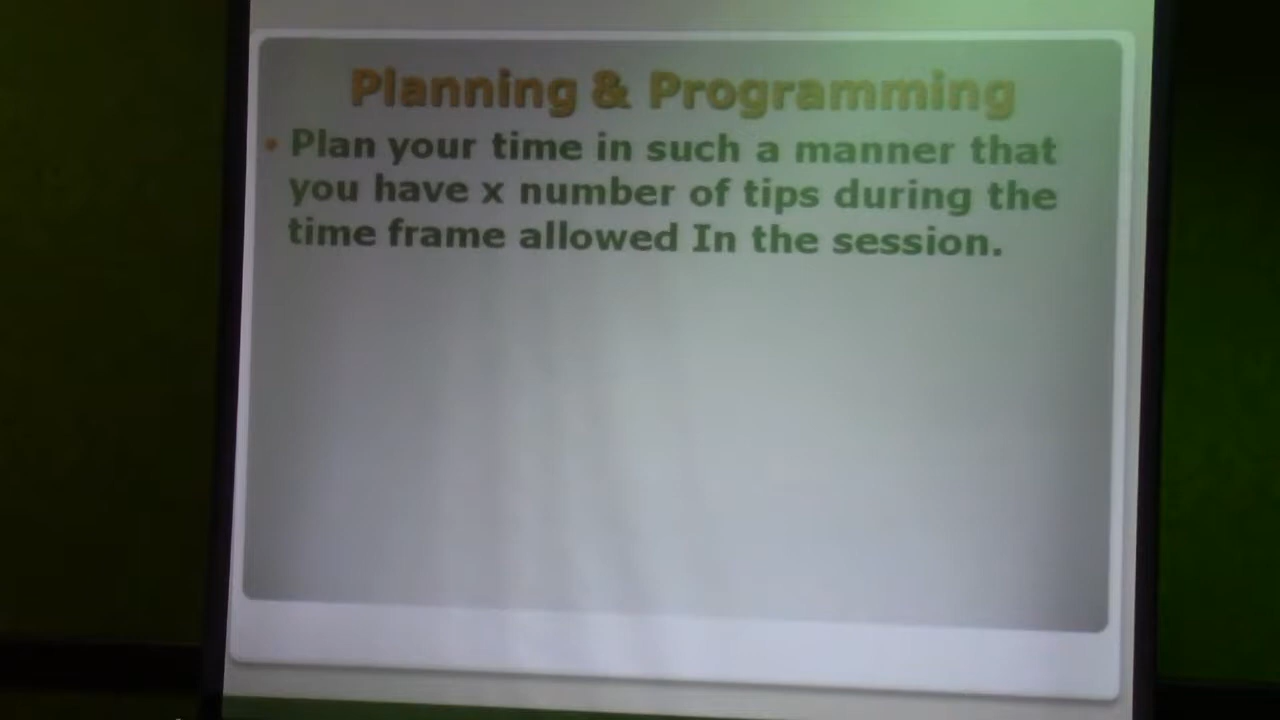 Planning & Programming
• Plan your time in such a manner that
you have x number of tips during the
time frame allowed In the session.